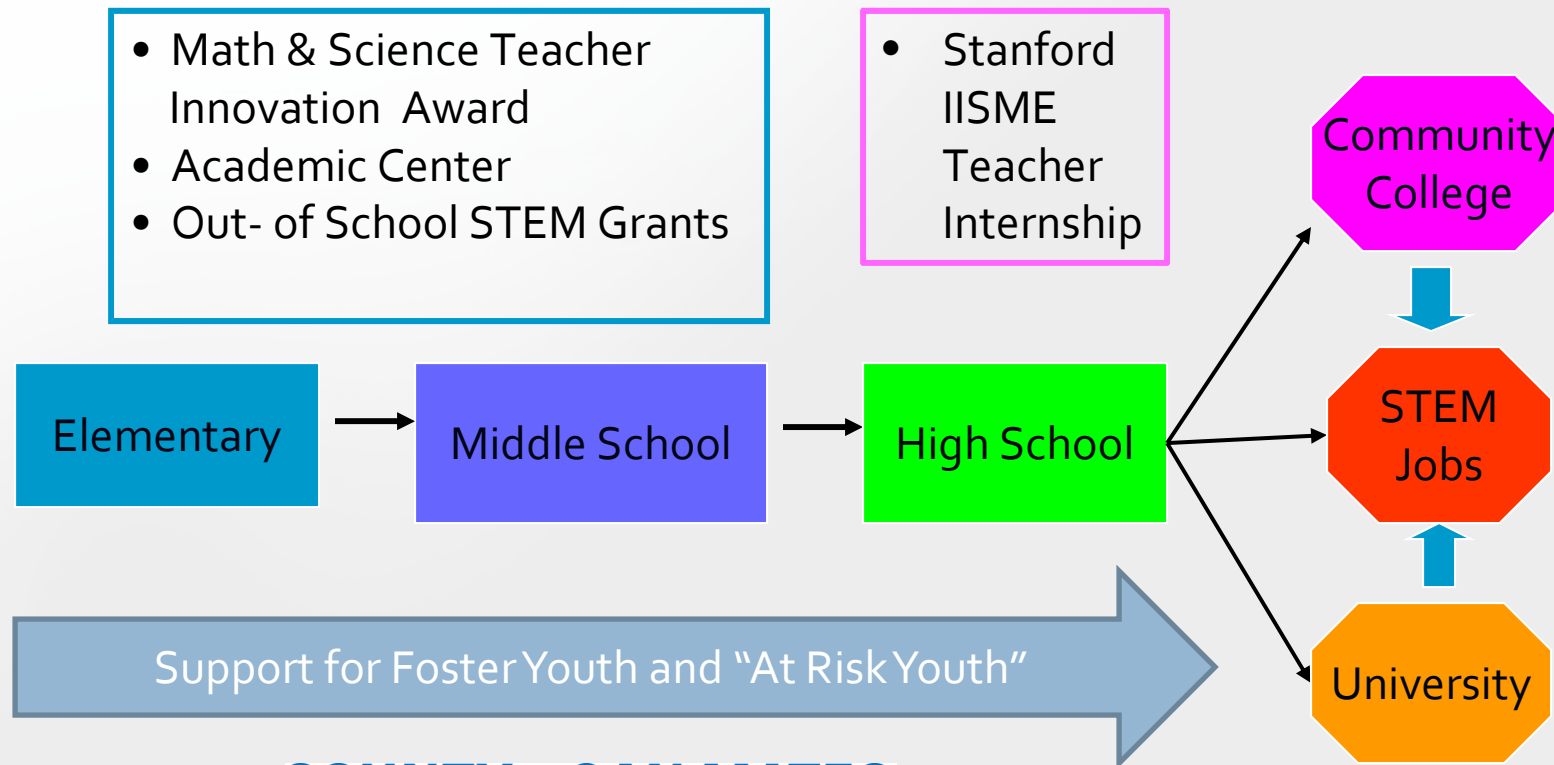 • Math & Science Teacher
Innovation Award
• Academic Center
• Out- of School STEM Grants
• Stanford
IISME
Teacher
Internship
Community
College
Elementary
Middle School
High School
STEM
Jobs
Support for Foster Youth and “At Risk Youth”
University